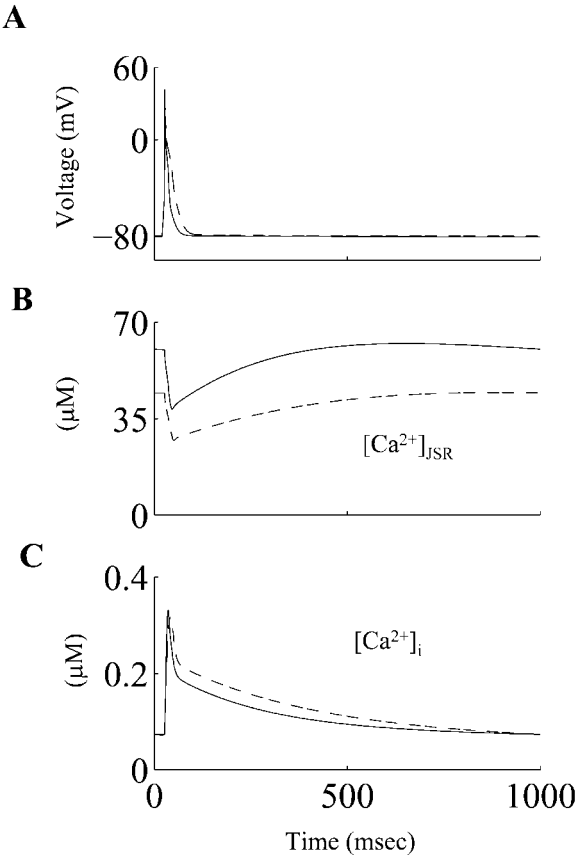 A
60
0
−80
Voltage (mV)
B
70
35
0
(μM)
[Ca²⁺]JSR
C
0.4
0.2
0
(μM)
[Ca²⁺]i
0 500 1000
Time (msec)